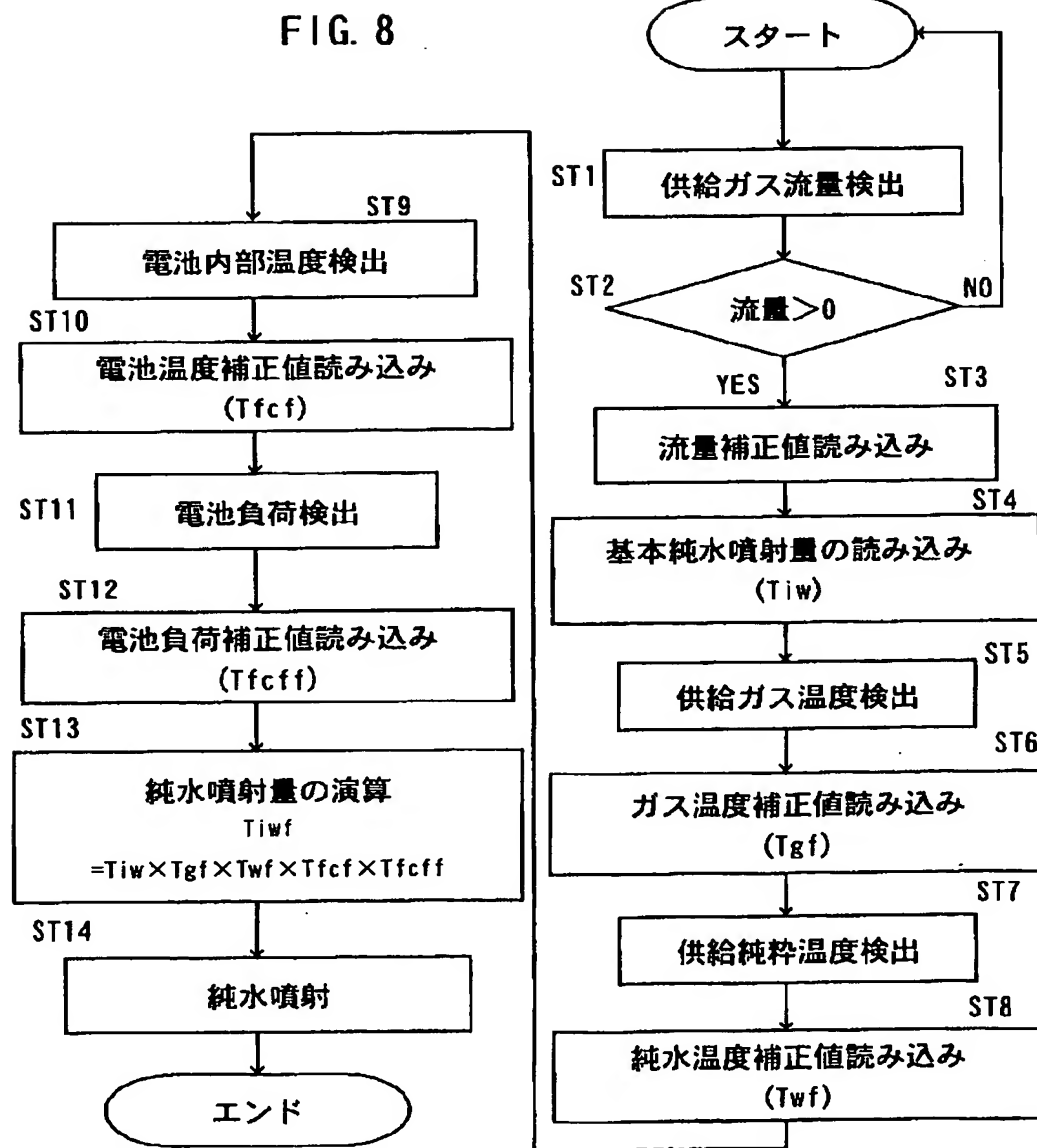 FIG. 8
スタート
ST1
供給ガス流量検出
ST2
流量>0
NO
YES
ST3
流量補正値読み込み
ST4
基本純水噴射量の読み込み
(Tiw)
ST5
供給ガス温度検出
ST6
ガス温度補正値読み込み
(Tgf)
ST7
供給純粋温度検出
ST8
純水温度補正値読み込み
(Twf)
ST9
電池内部温度検出
ST10
電池温度補正値読み込み
(Tfcf)
ST11
電池負荷検出
ST12
電池負荷補正値読み込み
(Tfcff)
ST13
純水噴射量の演算
Tiwf
=Tiw×Tgf×Twf×Tfcf×Tfcff
ST14
純水噴射
エンド